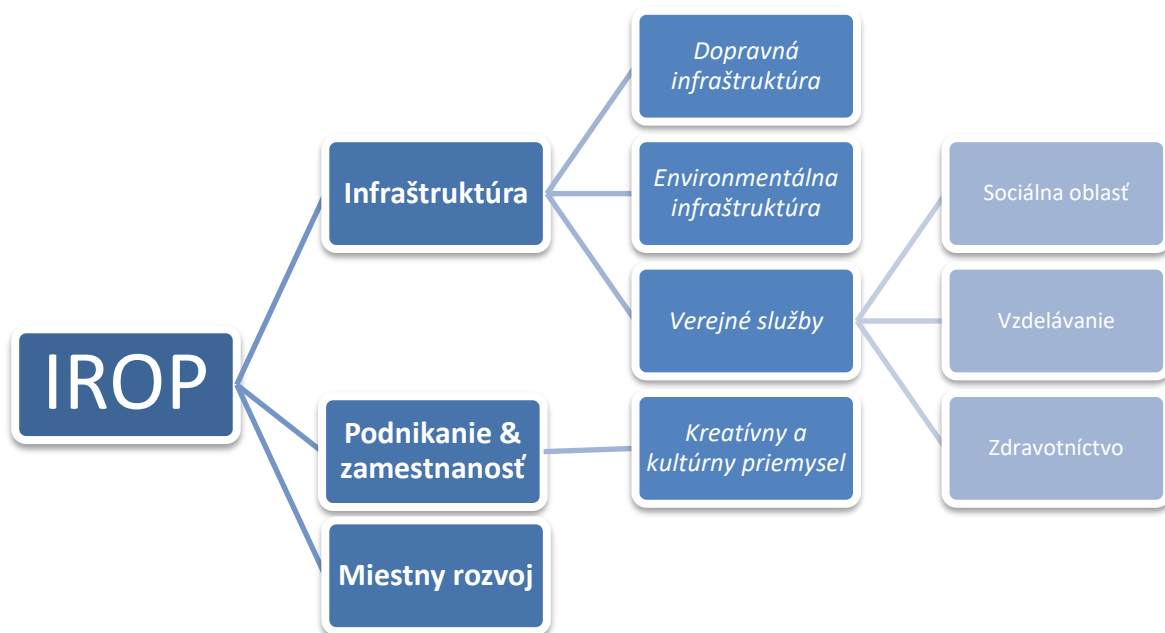 IROP
Infraštruktúra
Podnikanie &
zamestnanosť
Miestny rozvoj
Dopravná
infraštruktúra
Environmentálna
infraštruktúra
Verejné služby
Kreatívny a
kultúrny priemysel
Sociálna oblasť
Vzdelávanie
Zdravotníctvo